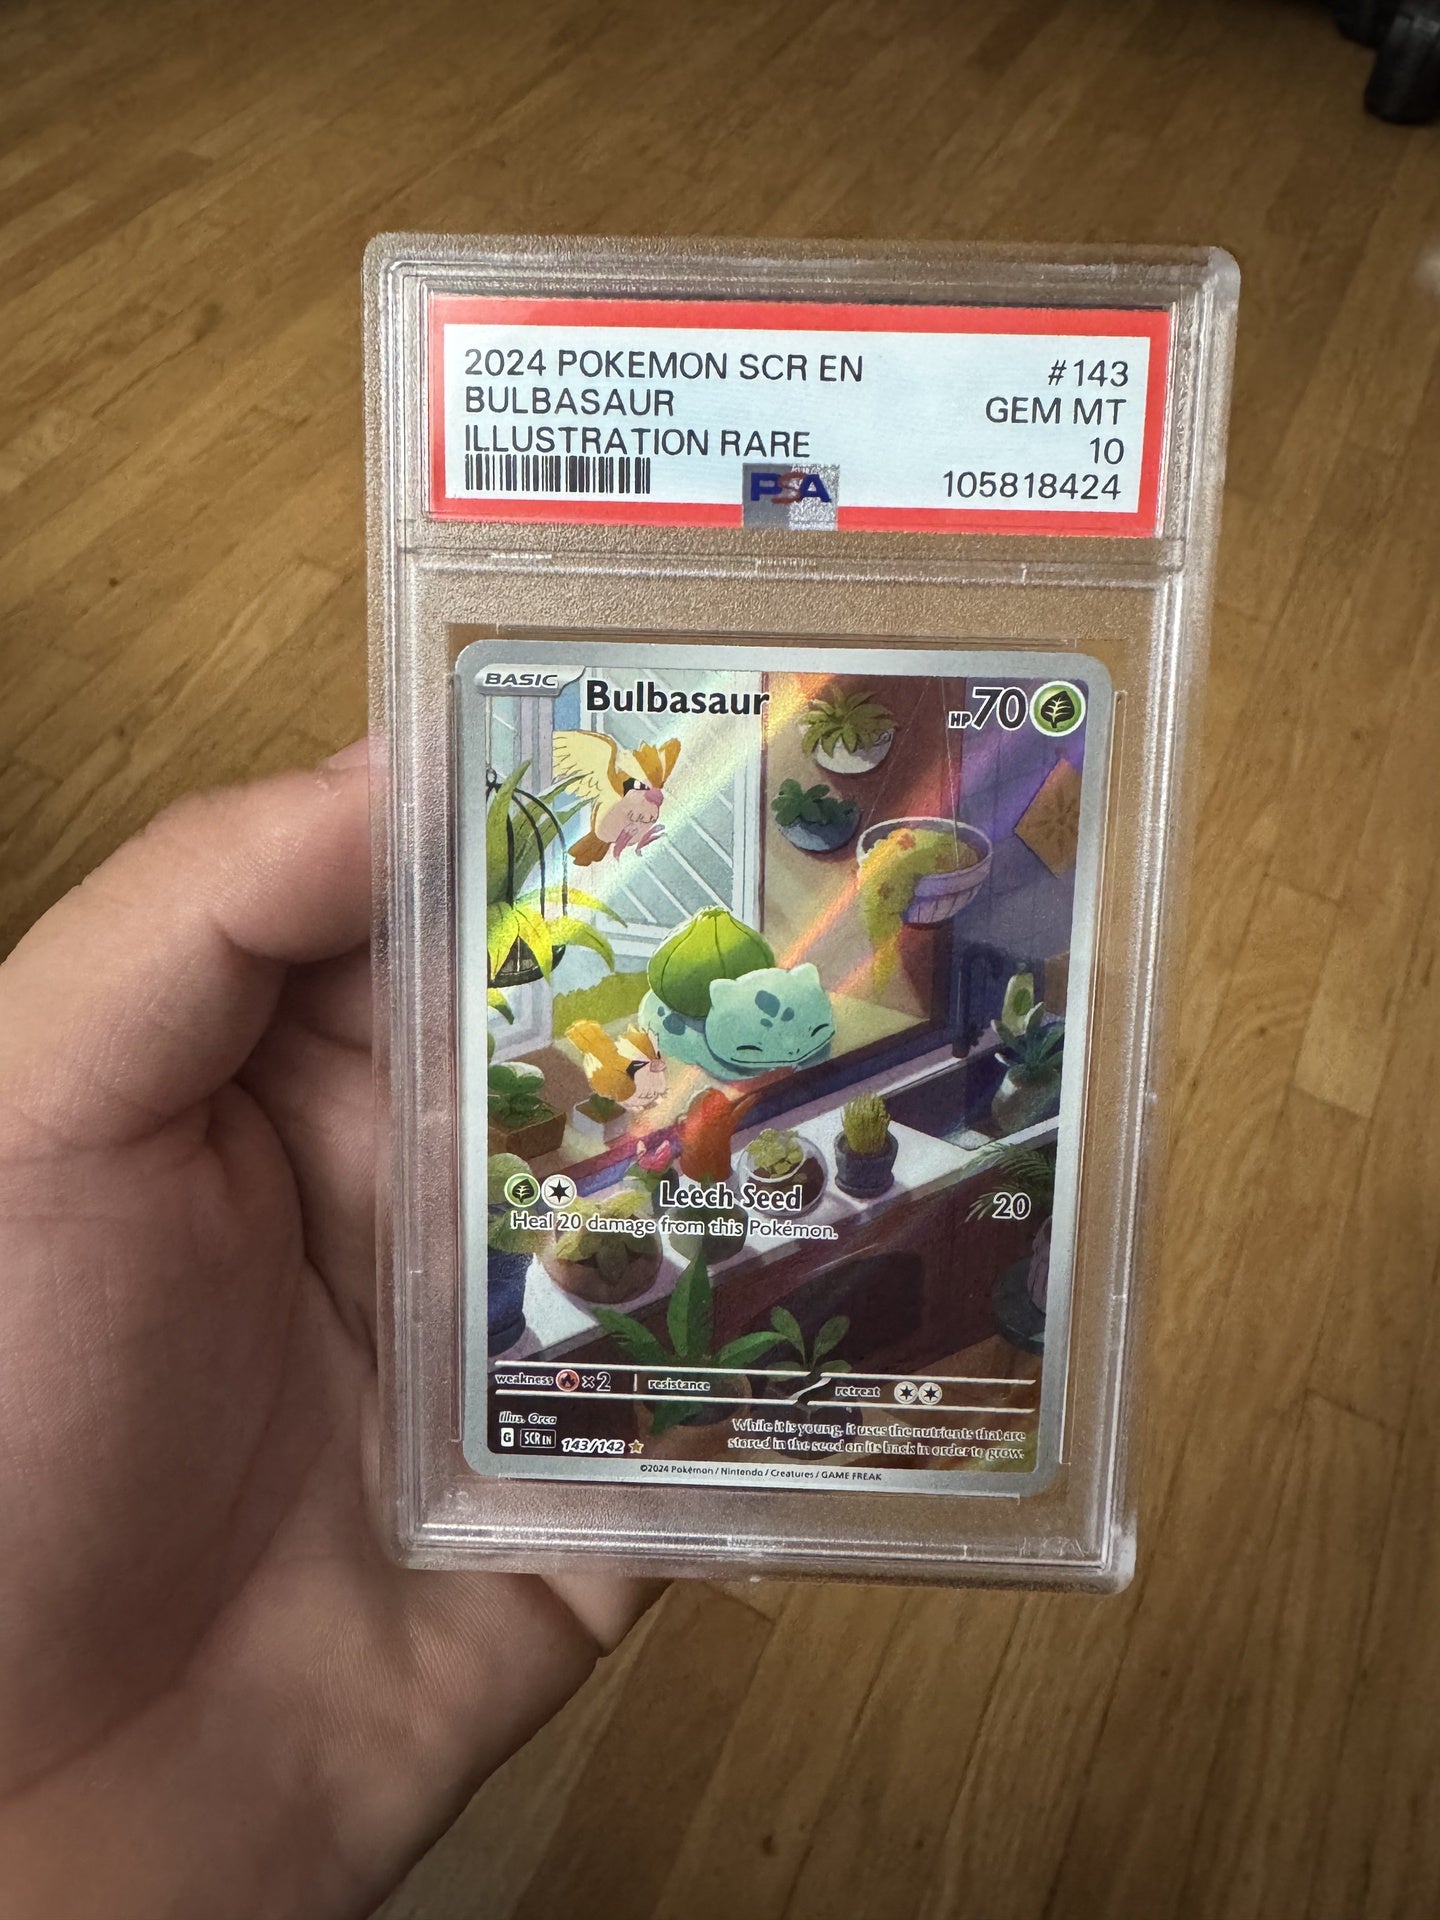 2024 POKEMON SCR EN #143
BULBASAUR GEM MT
ILLUSTRATION RARE 10
PSA 105818424
BASIC Bulbasaur HP 70
Leech Seed 20
Heal 20 damage from this Pokémon.
weakness ×2 resistance retreat
Illus. Orca
While it is young, it uses the nutrients that are
stored in the seed on its back in order to grow.
G SCR EN 143/142
©2024 Pokémon / Nintendo / Creatures / GAME FREAK